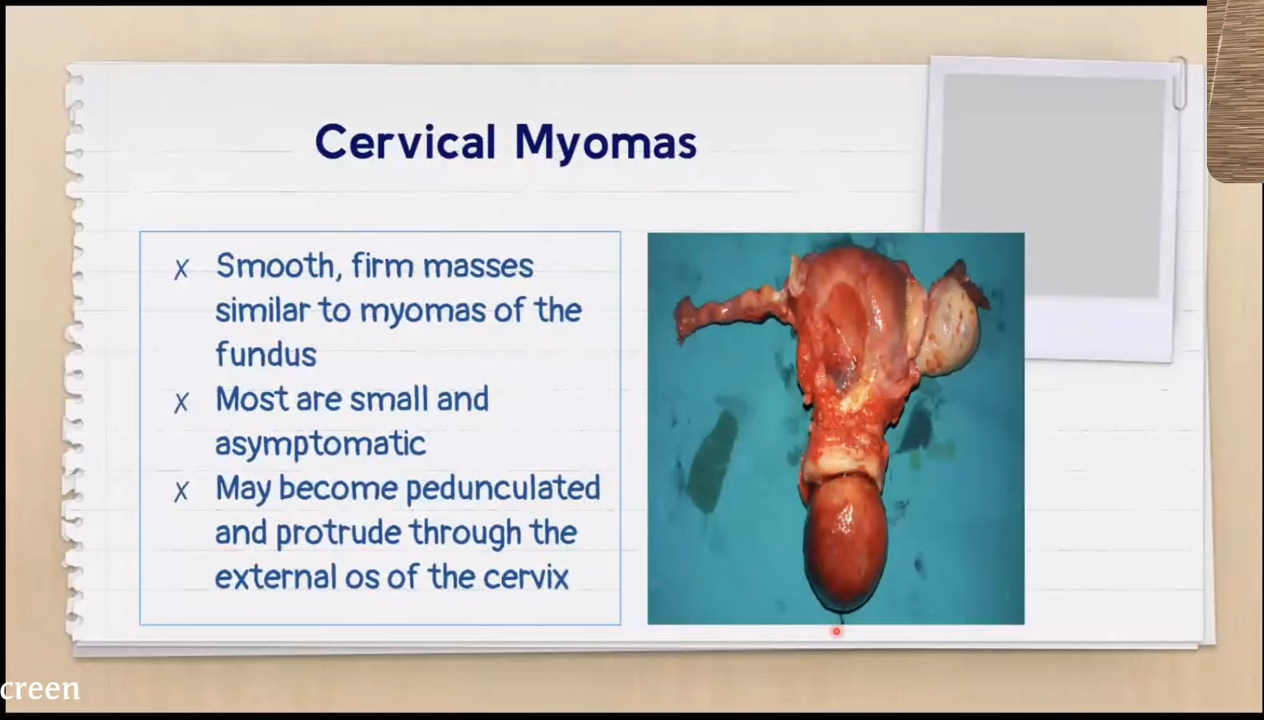 Cervical Myomas
x Smooth, firm masses
similar to myomas of the
fundus
x Most are small and
asymptomatic
x May become pedunculated
and protrude through the
external os of the cervix
creen